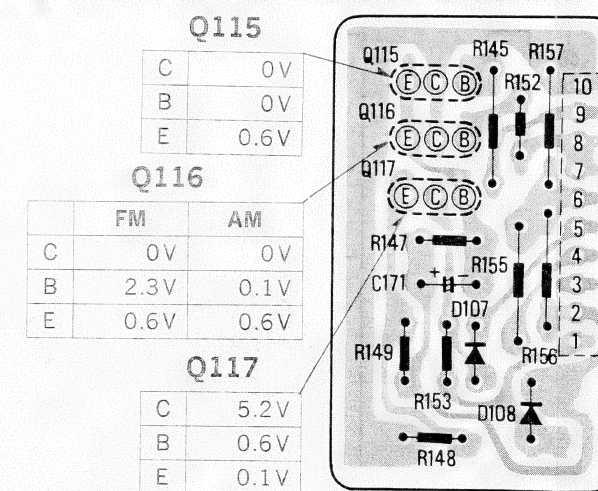 Q115
C 0V
B 0V
E 0.6V
Q116
FM AM
C 0V 0V
B 2.3V 0.1V
E 0.6V 0.6V
Q117
C 5.2V
B 0.6V
E 0.1V
Q115
E C B
Q116
E C B
Q117
E C B
R145
R157
R152
10
9
8
7
6
5
4
3
2
1
R147
C171
+ −
R155
D107
R149
R156
R153
D108
R148